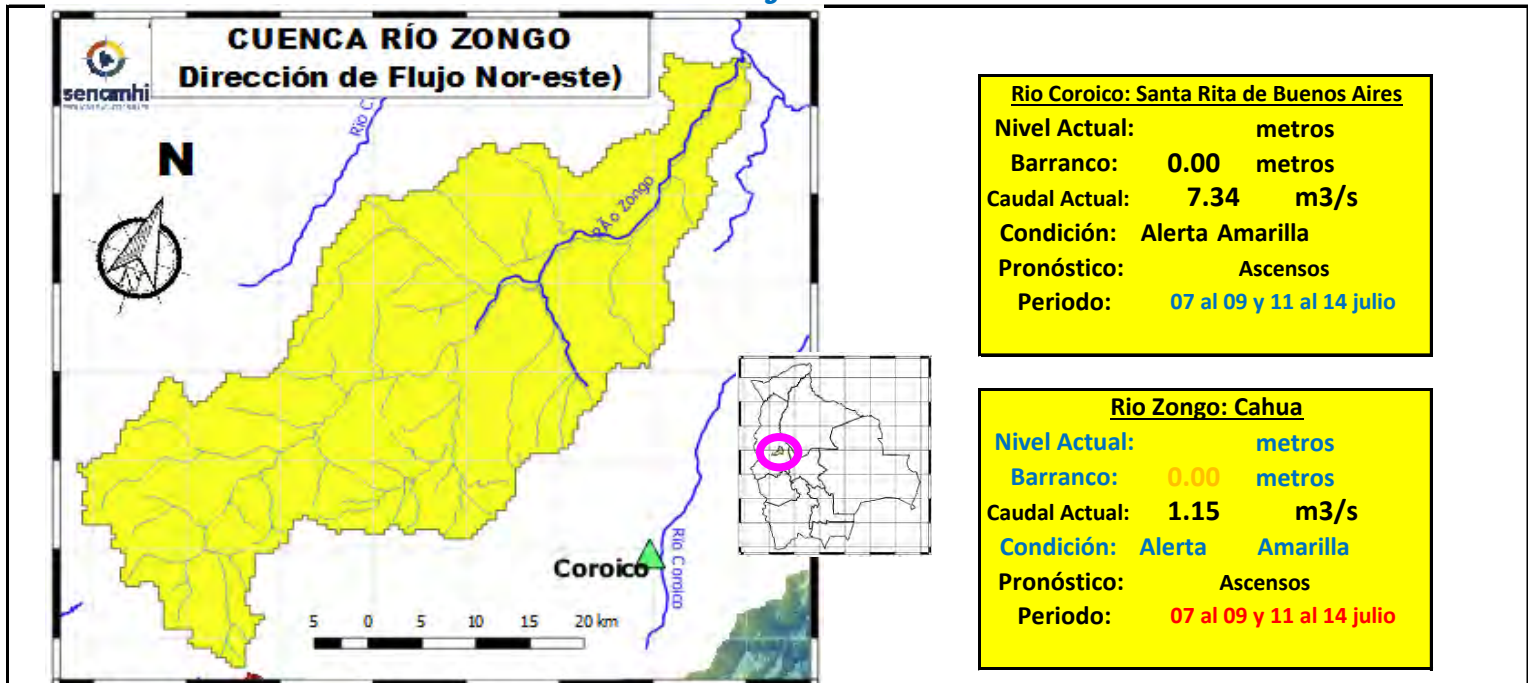 CUENCA RÍO ZONGO
Dirección de Flujo Nor-este)
senamhi
N
Río C
RÃ­o Zongo
Río Coroico
Coroico
5 0 5 10 15 20 km
Rio Coroico: Santa Rita de Buenos Aires
Nivel Actual: metros
Barranco: 0.00 metros
Caudal Actual: 7.34 m3/s
Condición: Alerta Amarilla
Pronóstico: Ascensos
Periodo: 07 al 09 y 11 al 14 julio
Rio Zongo: Cahua
Nivel Actual: metros
Barranco: 0.00 metros
Caudal Actual: 1.15 m3/s
Condición: Alerta Amarilla
Pronóstico: Ascensos
Periodo: 07 al 09 y 11 al 14 julio